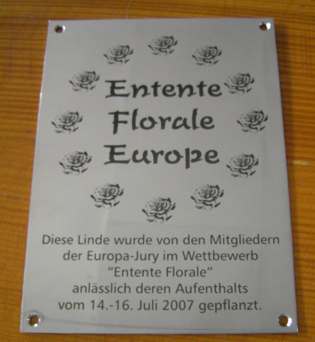 Entente
Florale
Europe
Diese Linde wurde von den Mitgliedern
der Europa-Jury im Wettbewerb
"Entente Florale"
anlässlich deren Aufenthalts
vom 14.-16. Juli 2007 gepflanzt.